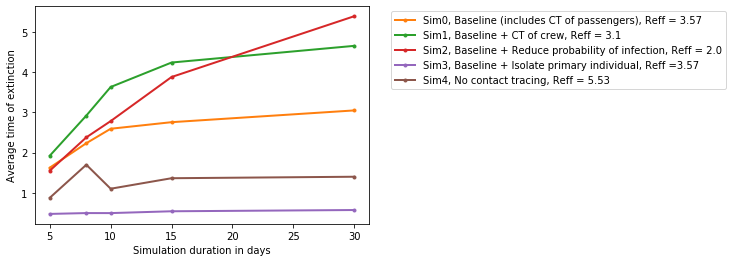 Sim0, Baseline (includes CT of passengers), Reff = 3.57
Sim1, Baseline + CT of crew, Reff = 3.1
Sim2, Baseline + Reduce probability of infection, Reff = 2.0
Sim3, Baseline + Isolate primary individual, Reff =3.57
Sim4, No contact tracing, Reff = 5.53
Average time of extinction
5
4
3
2
1
5 10 15 20 25 30
Simulation duration in days